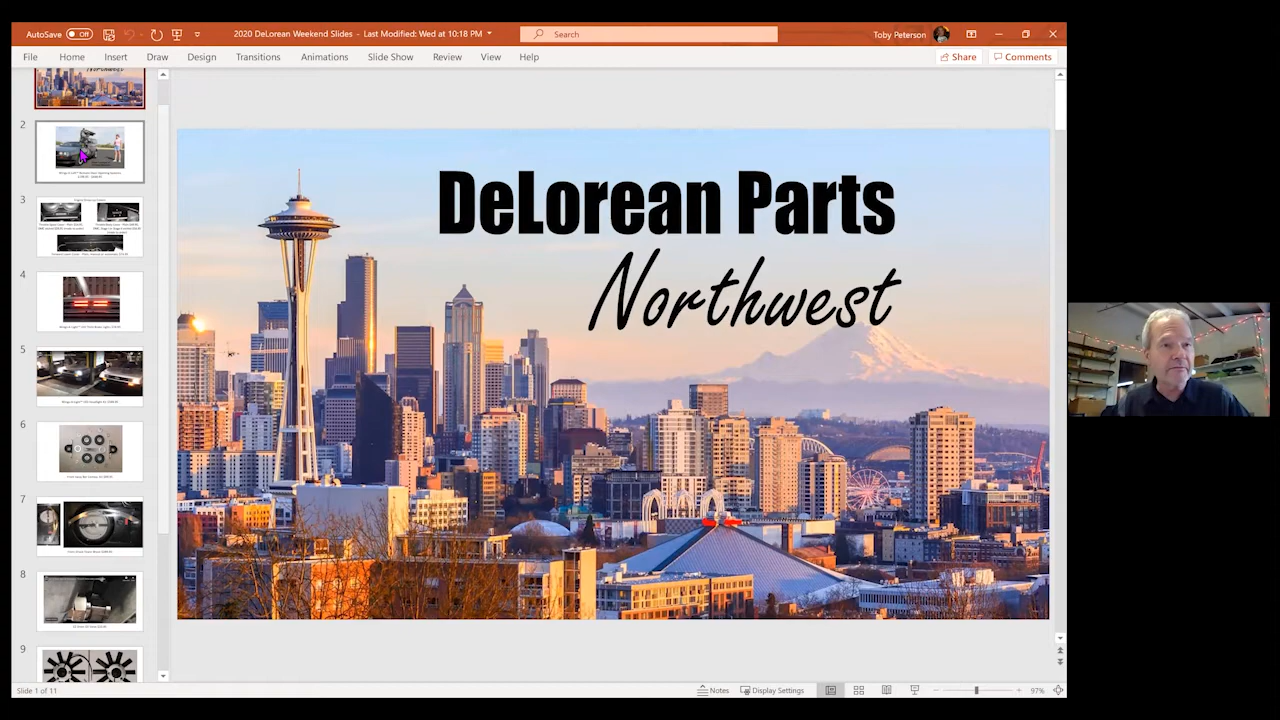 AutoSave
Off
2020 DeLorean Weekend Slides - Last Modified: Wed at 10:18 PM
Search
Toby Peterson
File
Home
Insert
Draw
Design
Transitions
Animations
Slide Show
Review
View
Help
Share
Comments
Northwest
2
3
4
5
6
7
8
9
DeLorean Parts
Northwest
Slide 1 of 11
Notes
Display Settings
97%